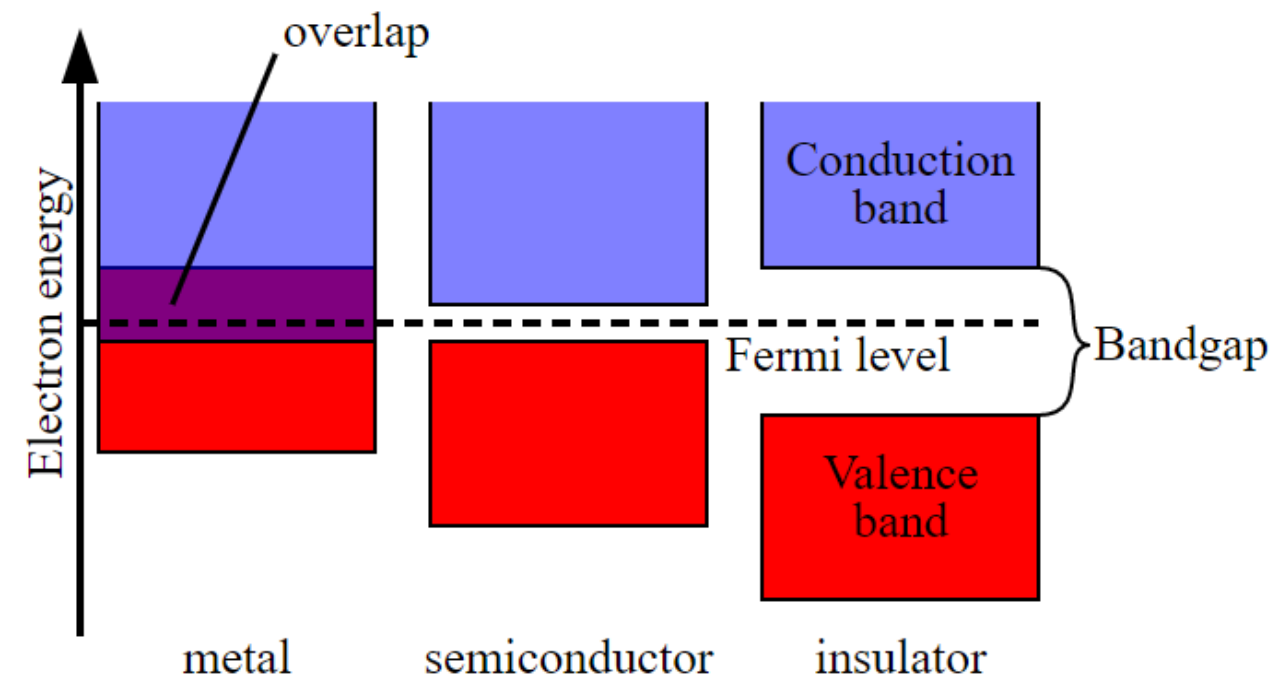 overlap
Electron energy
Conduction
band
Fermi level
Bandgap
Valence
band
metal
semiconductor
insulator